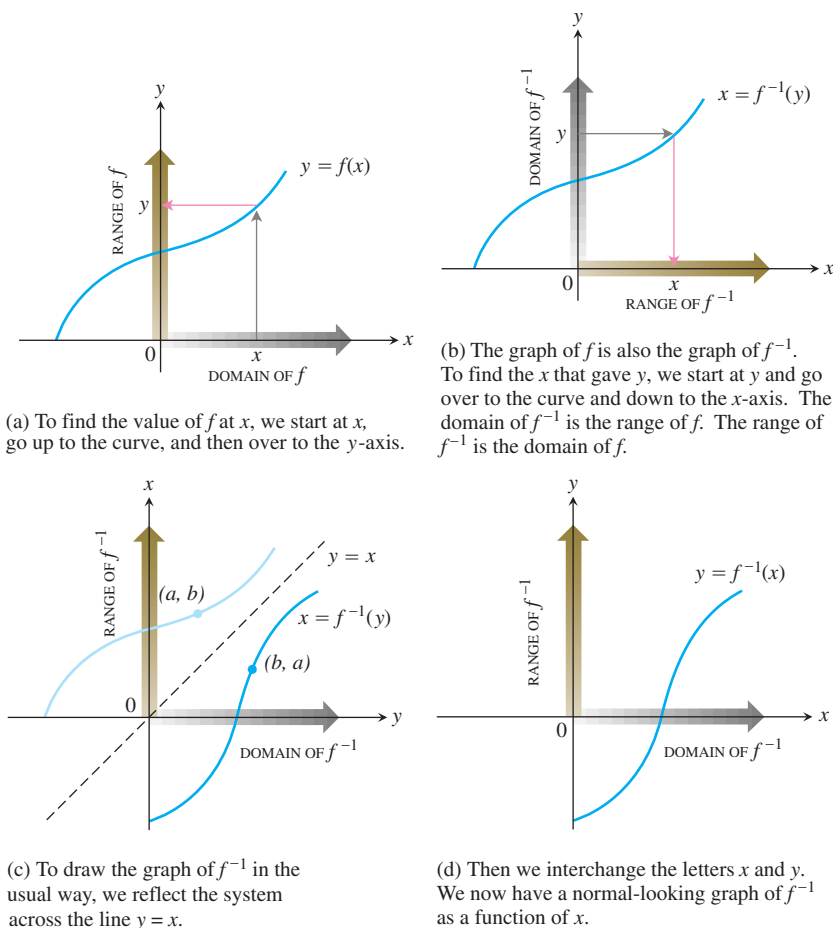 y
RANGE OF f
y = f(x)
y
0
x
x
DOMAIN OF f
(a) To find the value of f at x, we start at x,
go up to the curve, and then over to the y-axis.
y
DOMAIN OF f⁻¹
x = f⁻¹(y)
y
0
x
x
RANGE OF f⁻¹
(b) The graph of f is also the graph of f⁻¹.
To find the x that gave y, we start at y and go
over to the curve and down to the x-axis. The
domain of f⁻¹ is the range of f. The range of
f⁻¹ is the domain of f.
x
RANGE OF f⁻¹
y = x
(a, b)
x = f⁻¹(y)
(b, a)
0
y
DOMAIN OF f⁻¹
(c) To draw the graph of f⁻¹ in the
usual way, we reflect the system
across the line y = x.
y
RANGE OF f⁻¹
y = f⁻¹(x)
0
x
DOMAIN OF f⁻¹
(d) Then we interchange the letters x and y.
We now have a normal-looking graph of f⁻¹
as a function of x.